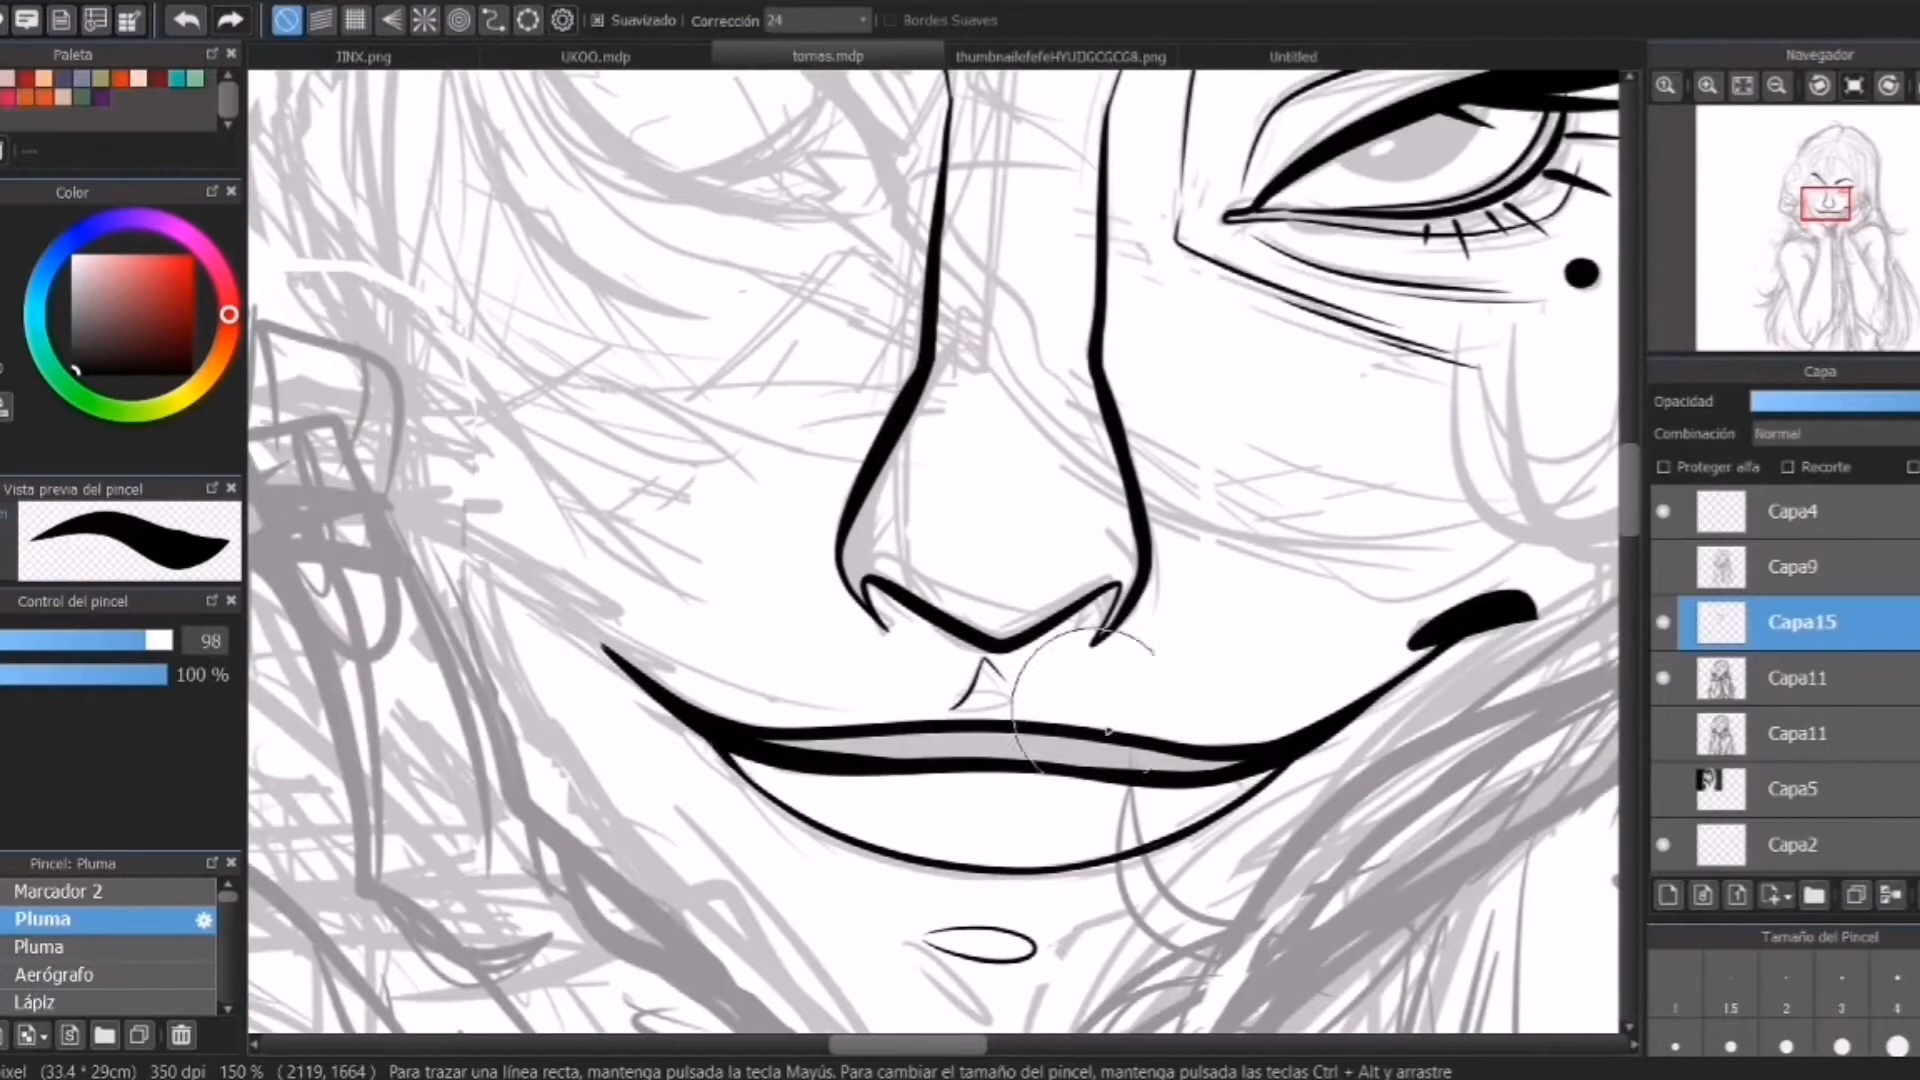 Suavizado
Corrección
24
Bordes Suaves
Paleta
JINX.png
UKOO.mdp
tomas.mdp
thumbnailefefeHYUDGCGCG8.png
Untitled
Navegador
---
Color
Capa
Opacidad
Combinación
Normal
Proteger alfa
Recorte
Vista previa del pincel
Capa4
Capa9
Control del pincel
Capa15
98
100 %
Capa11
Capa11
Capa5
Capa2
Pincel: Pluma
Marcador 2
Pluma
Pluma
Aerógrafo
Lápiz
Tamaño del Pincel
1
1.5
2
3
4
ixel (33.4 * 29cm) 350 dpi 150 % ( 2119, 1664 ) Para trazar una línea recta, mantenga pulsada la tecla Mayús. Para cambiar el tamaño del pincel, mantenga pulsada las teclas Ctrl + Alt y arrastre